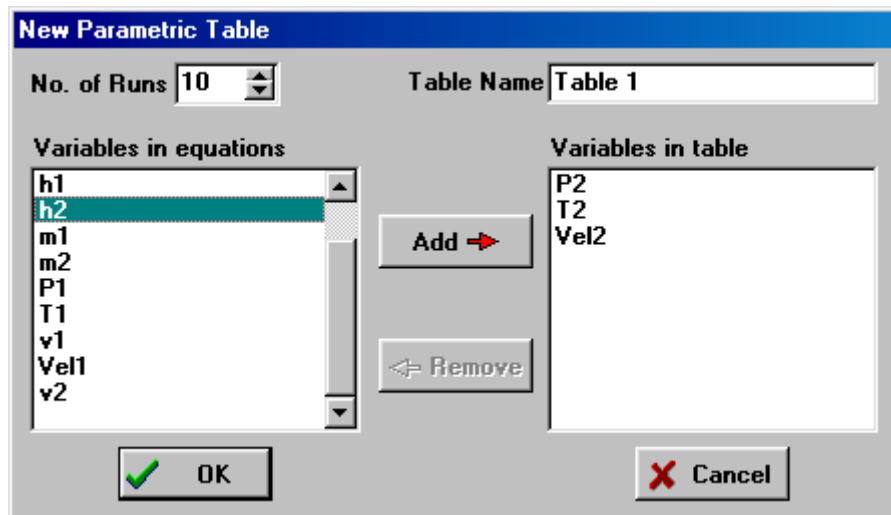 New Parametric Table
No. of Runs 10
Table Name Table 1
Variables in equations
h1
h2
m1
m2
P1
T1
v1
Vel1
v2
Variables in table
P2
T2
Vel2
Add
Remove
OK
Cancel